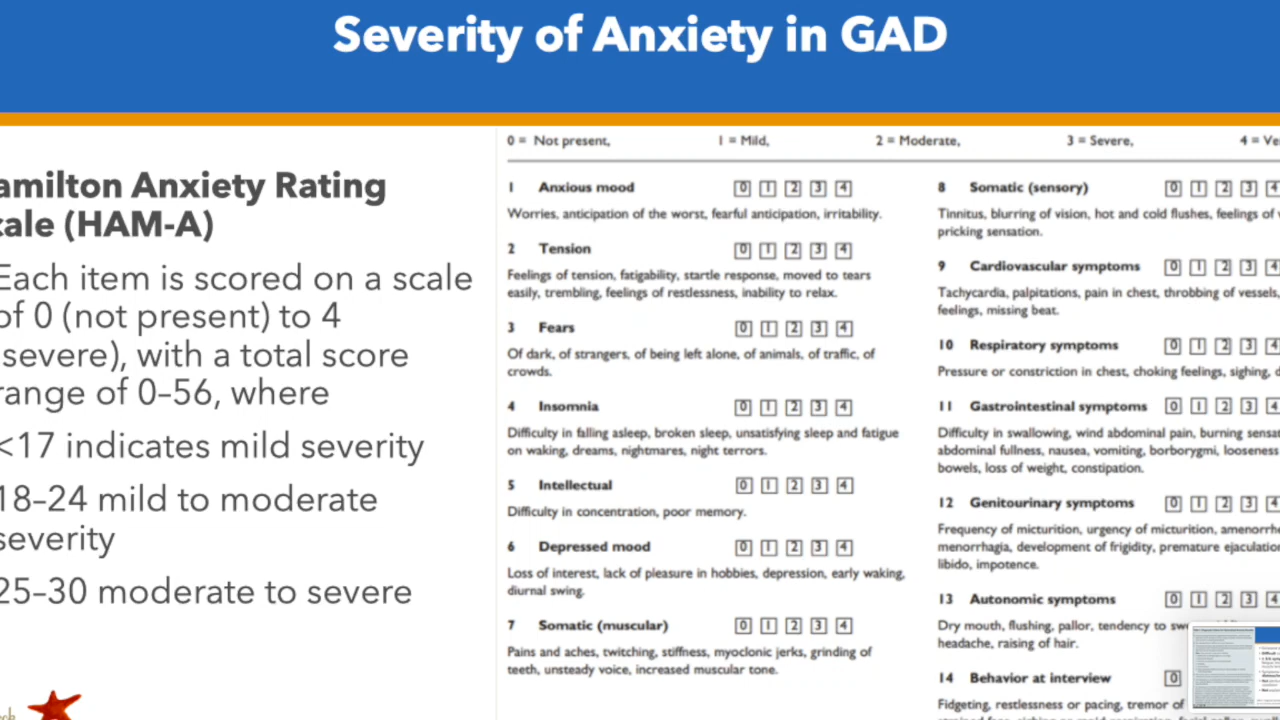 Severity of Anxiety in GAD
amilton Anxiety Rating
cale (HAM-A)
Each item is scored on a scale
of 0 (not present) to 4
severe), with a total score
range of 0–56, where
<17 indicates mild severity
18–24 mild to moderate
severity
25–30 moderate to severe
0 = Not present, 1 = Mild, 2 = Moderate, 3 = Severe, 4 = Ve
1 Anxious mood 0 1 2 3 4
Worries, anticipation of the worst, fearful anticipation, irritability.
2 Tension 0 1 2 3 4
Feelings of tension, fatigability, startle response, moved to tears
easily, trembling, feelings of restlessness, inability to relax.
3 Fears 0 1 2 3 4
Of dark, of strangers, of being left alone, of animals, of traffic, of
crowds.
4 Insomnia 0 1 2 3 4
Difficulty in falling asleep, broken sleep, unsatisfying sleep and fatigue
on waking, dreams, nightmares, night terrors.
5 Intellectual 0 1 2 3 4
Difficulty in concentration, poor memory.
6 Depressed mood 0 1 2 3 4
Loss of interest, lack of pleasure in hobbies, depression, early waking,
diurnal swing.
7 Somatic (muscular) 0 1 2 3 4
Pains and aches, twitching, stiffness, myoclonic jerks, grinding of
teeth, unsteady voice, increased muscular tone.
8 Somatic (sensory) 0 1 2 3 4
Tinnitus, blurring of vision, hot and cold flushes, feelings of
pricking sensation.
9 Cardiovascular symptoms 0 1 2 3 4
Tachycardia, palpitations, pain in chest, throbbing of vessels,
feelings, missing beat.
10 Respiratory symptoms 0 1 2 3 4
Pressure or constriction in chest, choking feelings, sighing, d
11 Gastrointestinal symptoms 0 1 2 3 4
Difficulty in swallowing, wind abdominal pain, burning sensat
abdominal fullness, nausea, vomiting, borborygmi, looseness
bowels, loss of weight, constipation.
12 Genitourinary symptoms 0 1 2 3 4
Frequency of micturition, urgency of micturition, amenorrhe
menorrhagia, development of frigidity, premature ejaculatio
libido, impotence.
13 Autonomic symptoms 0 1 2 3 4
Dry mouth, flushing, pallor, tendency to swe
headache, raising of hair.
14 Behavior at interview 0
Fidgeting, restlessness or pacing, tremor of